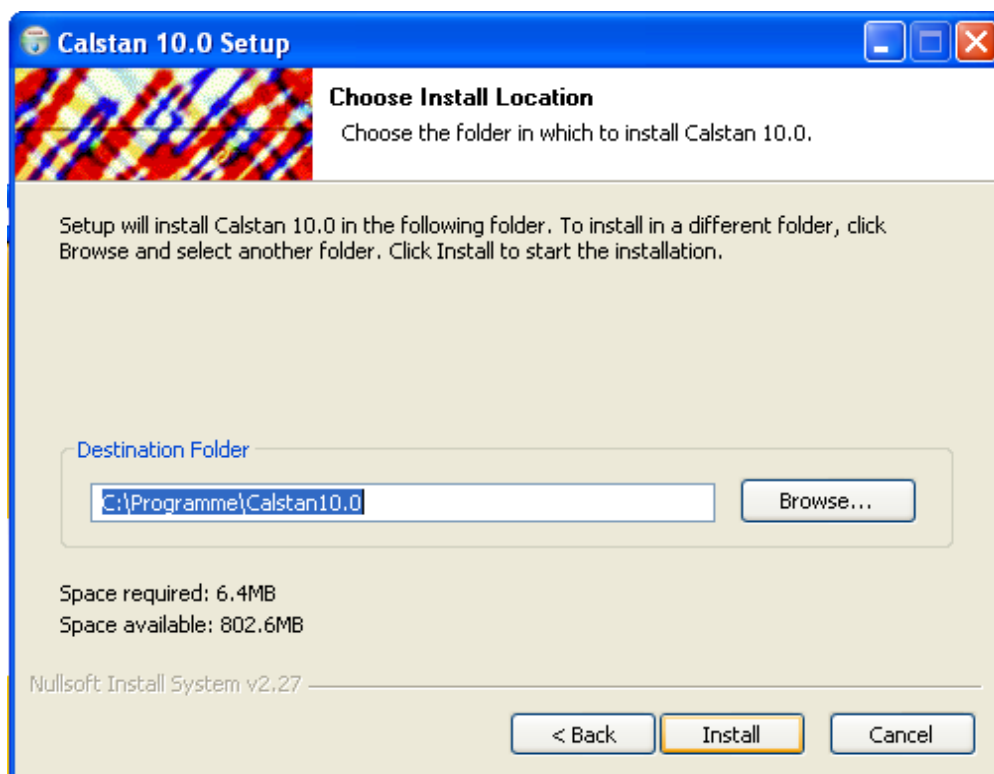 Calstan 10.0 Setup
Choose Install Location
Choose the folder in which to install Calstan 10.0.
Setup will install Calstan 10.0 in the following folder. To install in a different folder, click
Browse and select another folder. Click Install to start the installation.
Destination Folder
C:\Programme\Calstan10.0
Browse...
Space required: 6.4MB
Space available: 802.6MB
Nullsoft Install System v2.27
< Back
Install
Cancel